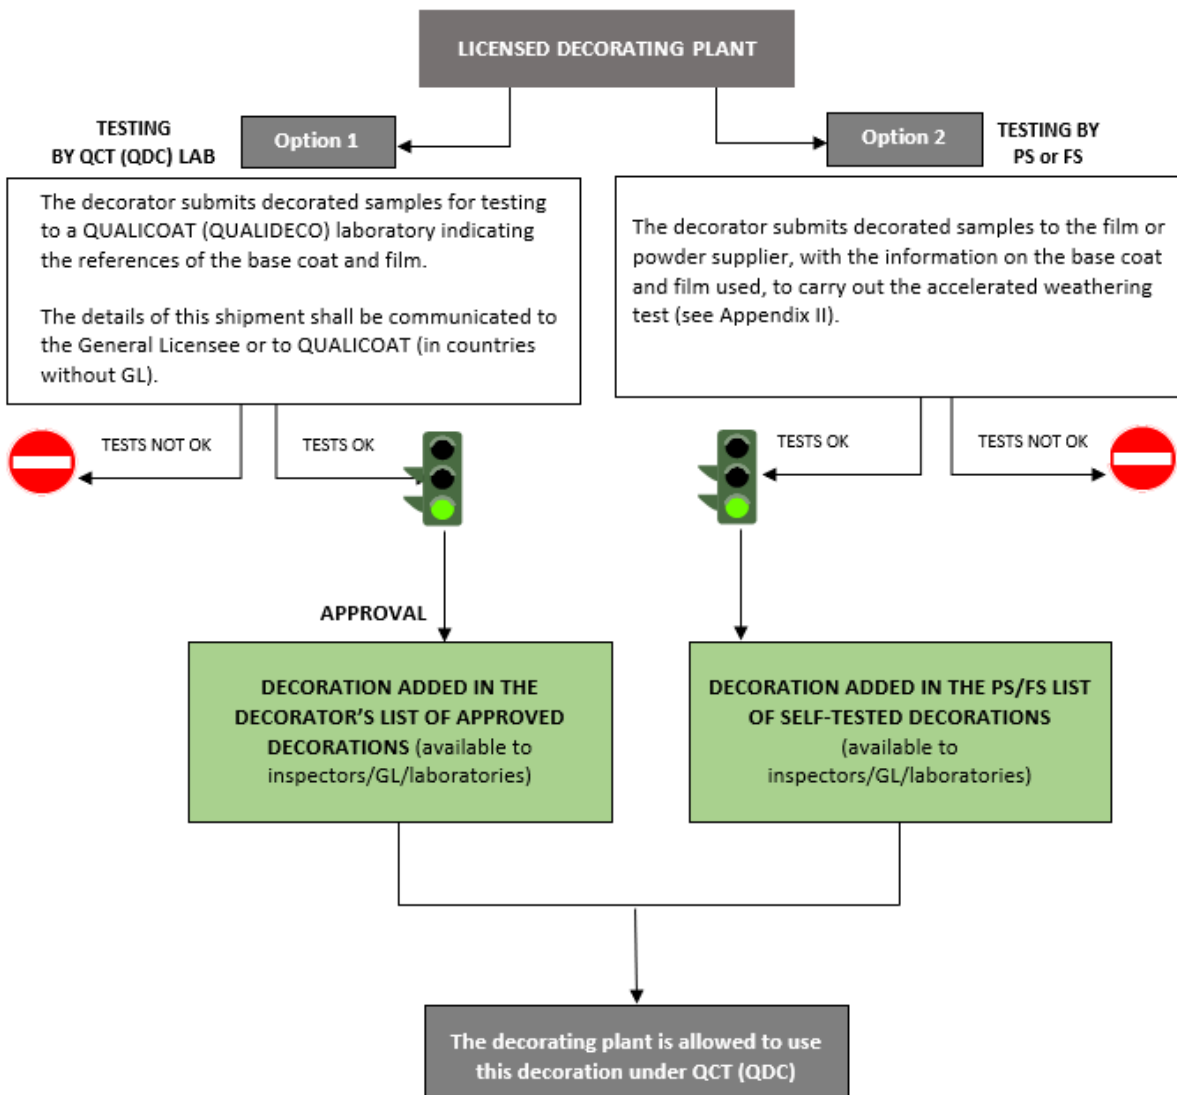 LICENSED DECORATING PLANT
TESTING
BY QCT (QDC) LAB
Option 1
Option 2
TESTING BY
PS or FS
The decorator submits decorated samples for testing
to a QUALICOAT (QUALIDECO) laboratory indicating
the references of the base coat and film.
The details of this shipment shall be communicated to
the General Licensee or to QUALICOAT (in countries
without GL).
The decorator submits decorated samples to the film or
powder supplier, with the information on the base coat
and film used, to carry out the accelerated weathering
test (see Appendix II).
TESTS NOT OK
TESTS OK
TESTS OK
TESTS NOT OK
APPROVAL
DECORATION ADDED IN THE
DECORATOR'S LIST OF APPROVED
DECORATIONS (available to
inspectors/GL/laboratories)
DECORATION ADDED IN THE PS/FS LIST
OF SELF-TESTED DECORATIONS
(available to
inspectors/GL/laboratories)
The decorating plant is allowed to use
this decoration under QCT (QDC)